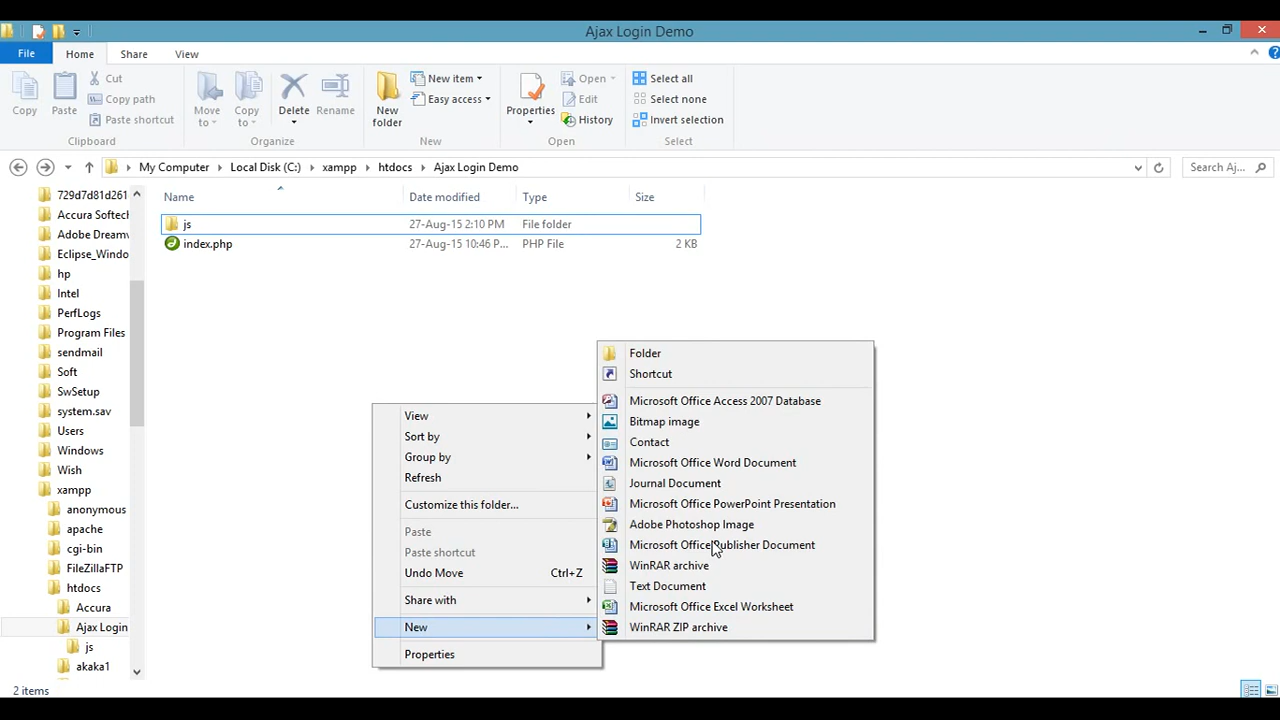 Ajax Login Demo
File Home Share View
Copy
Paste
Cut
Copy path
Paste shortcut
Clipboard
Move to
Copy to
Delete
Rename
Organize
New folder
New item
Easy access
New
Properties
Open
Edit
History
Open
Select all
Select none
Invert selection
Select
My Computer Local Disk (C:) xampp htdocs Ajax Login Demo
Search Aj...
729d7d81d261
Accura Softech
Adobe Dreamw
Eclipse_Windo
hp
Intel
PerfLogs
Program Files
sendmail
Soft
SwSetup
system.sav
Users
Windows
Wish
xampp
anonymous
apache
cgi-bin
FileZillaFTP
htdocs
Accura
Ajax Login
js
akaka1
Name Date modified Type Size
js 27-Aug-15 2:10 PM File folder
index.php 27-Aug-15 10:46 P... PHP File 2 KB
View
Sort by
Group by
Refresh
Customize this folder...
Paste
Paste shortcut
Undo Move Ctrl+Z
Share with
New
Properties
Folder
Shortcut
Microsoft Office Access 2007 Database
Bitmap image
Contact
Microsoft Office Word Document
Journal Document
Microsoft Office PowerPoint Presentation
Adobe Photoshop Image
Microsoft Office Publisher Document
WinRAR archive
Text Document
Microsoft Office Excel Worksheet
WinRAR ZIP archive
2 items